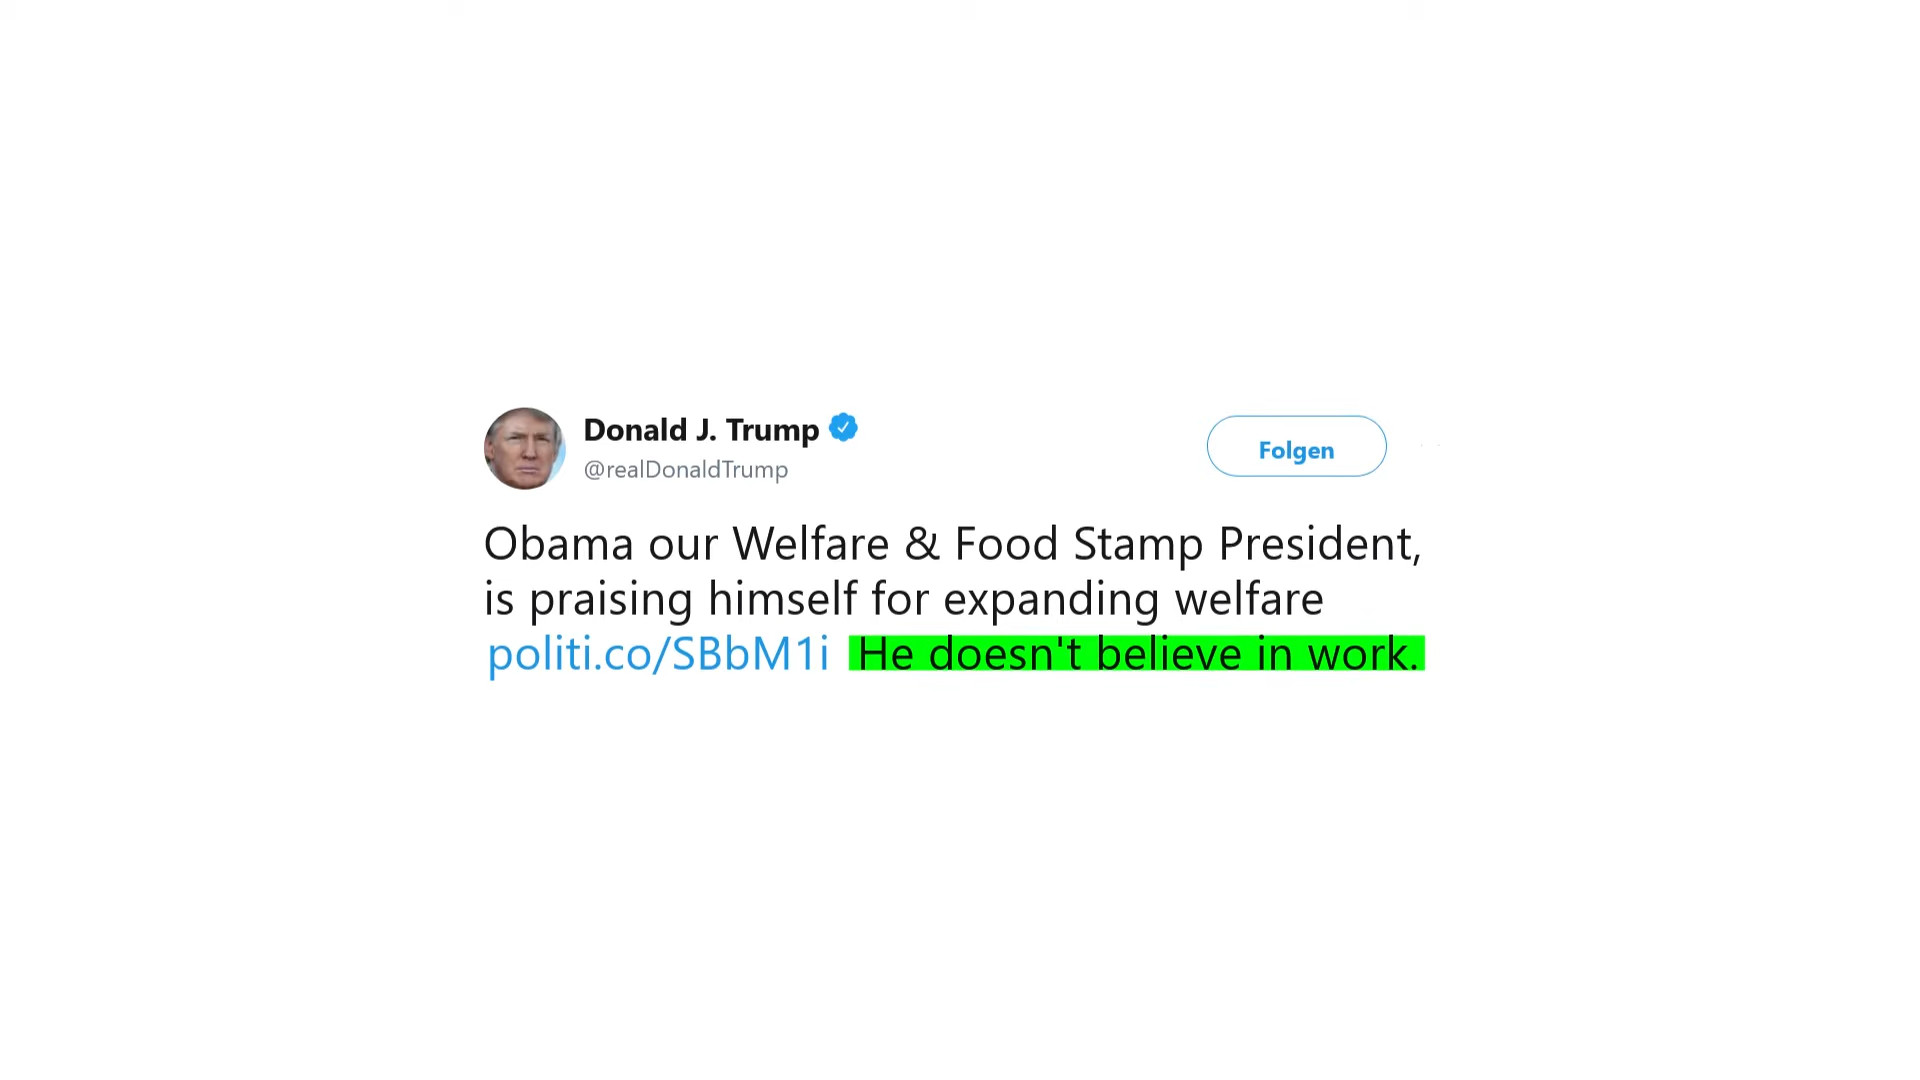 Donald J. Trump
@realDonaldTrump
Folgen
Obama our Welfare & Food Stamp President,
is praising himself for expanding welfare
politi.co/SBbM1i He doesn't believe in work.